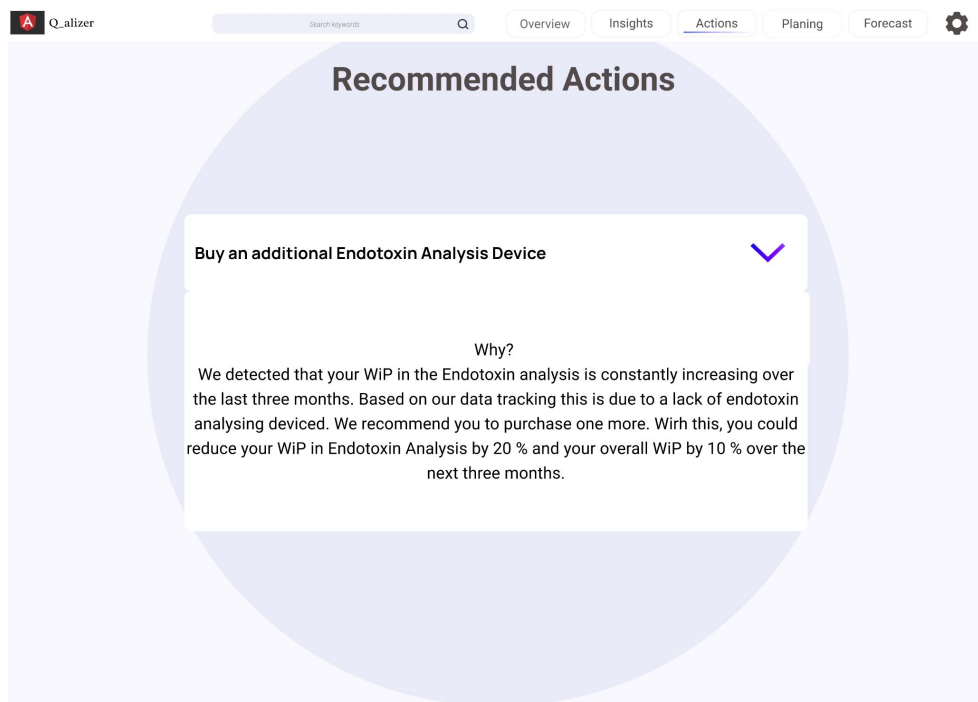 A
Q_alizer
Search keywords
Overview
Insights
Actions
Planing
Forecast
Recommended Actions
Buy an additional Endotoxin Analysis Device
Why?
We detected that your WiP in the Endotoxin analysis is constantly increasing over
the last three months. Based on our data tracking this is due to a larch of endotoxin
analysing deviced. We recommend you to purchase one more. Wirh this, you could
reduce your WiP in Endotoxin Analysis by 20 % and your overall WiP by 10 % over the
next three months.